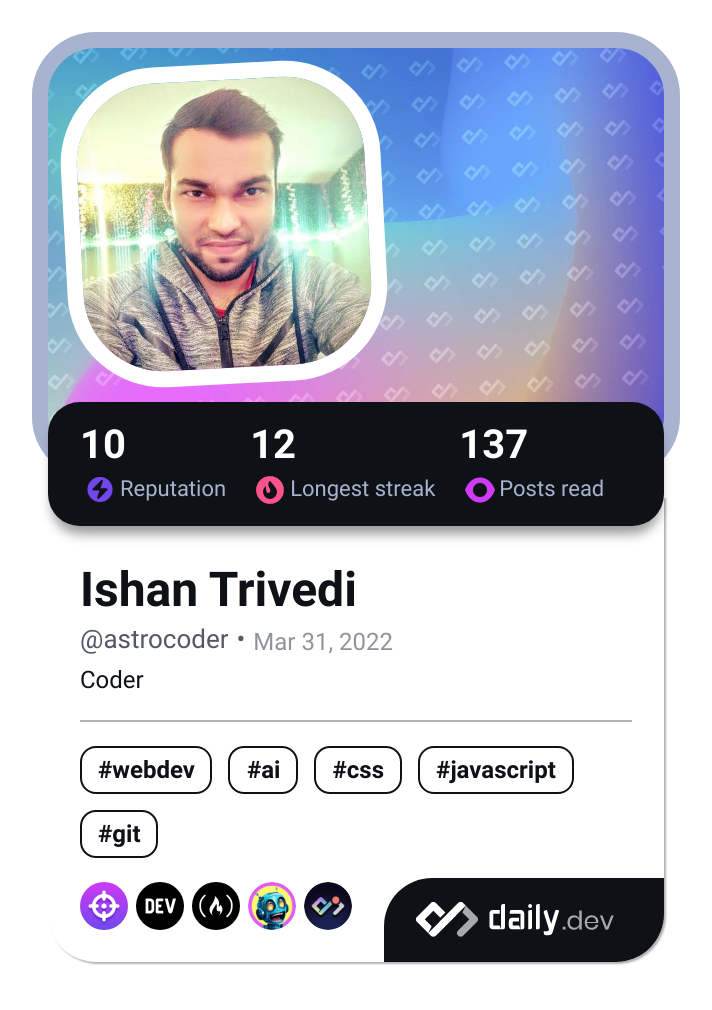 10 12 137
Reputation Longest streak Posts read
Ishan Trivedi
@astrocoder • Mar 31, 2022
Coder
#webdev #ai #css #javascript
#git
DEV
daily.dev